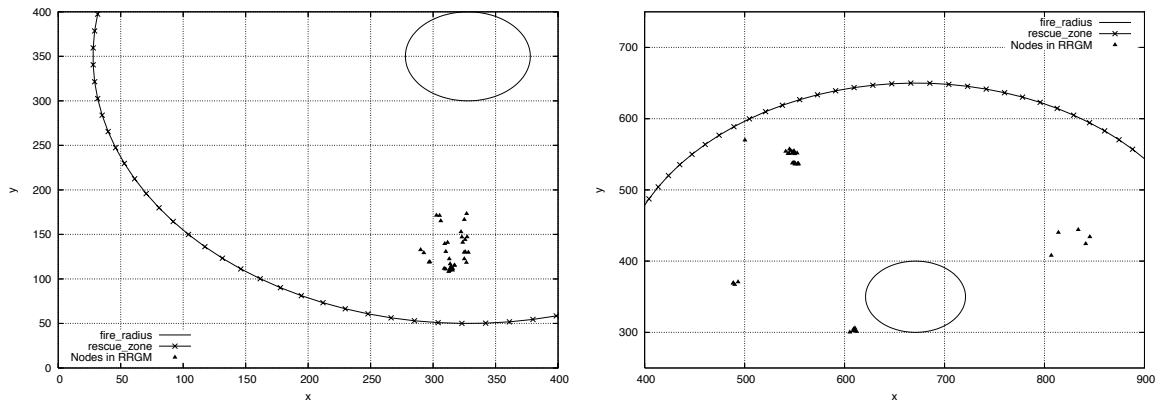 400
350
300
250
200
150
100
50
0
y
fire_radius
rescue_zone
Nodes in RRGM
0 50 100 150 200 250 300 350 400
x
fire_radius
rescue_zone
Nodes in RRGM
700
600
500
400
300
y
400 500 600 700 800 900
x